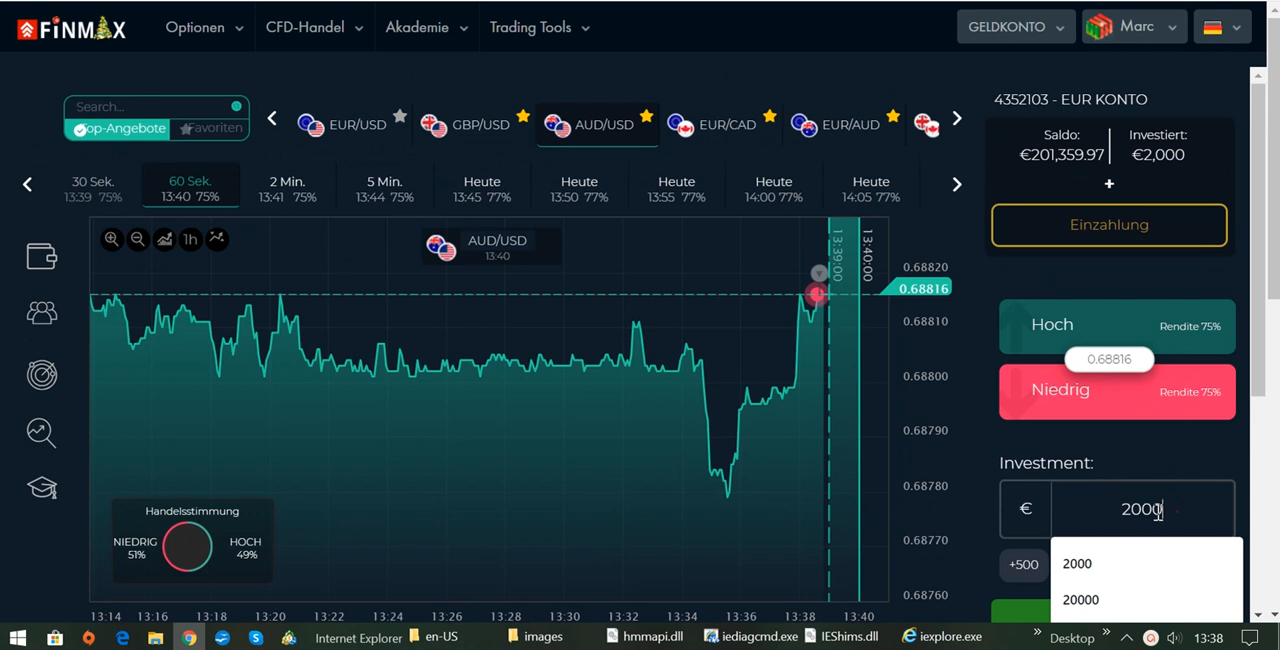 FiNMAX
Optionen
CFD-Handel
Akademie
Trading Tools
GELDKONTO
Marc
Search...
Top-Angebote
Favoriten
EUR/USD
GBP/USD
AUD/USD
EUR/CAD
EUR/AUD
30 Sek.
13:39 75%
60 Sek.
13:40 75%
2 Min.
13:41 75%
5 Min.
13:44 75%
Heute
13:45 77%
Heute
13:50 77%
Heute
13:55 77%
Heute
14:00 77%
Heute
14:05 77%
4352103 - EUR KONTO
Saldo:
€201,359.97
Investiert:
€2,000
+
Einzahlung
1h
AUD/USD
13:40
13:39:00
13:40:00
0.68820
0.68816
0.68810
0.68800
0.68790
0.68780
0.68770
0.68760
Handelsstimmung
NIEDRIG
51%
HOCH
49%
13:14 13:16 13:18 13:20 13:22 13:24 13:26 13:28 13:30 13:32 13:34 13:36 13:38 13:40
Hoch
Rendite 75%
0.68816
Niedrig
Rendite 75%
Investment:
€
2000
+500
2000
20000
Internet Explorer
en-US
images
hmmapi.dll
iediagcmd.exe
IEShims.dll
iexplore.exe
Desktop
13:38